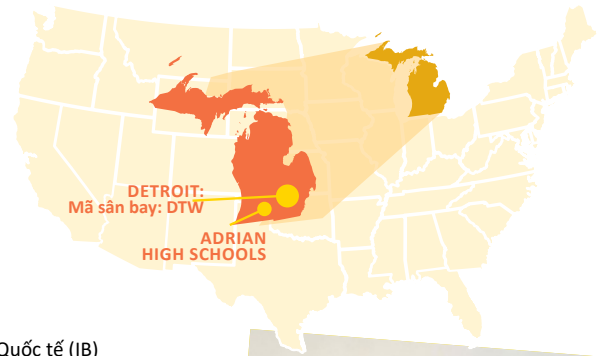 DETROIT:
Mã sân bay: DTW
ADRIAN
HIGH SCHOOLS
Quốc tế (IB)